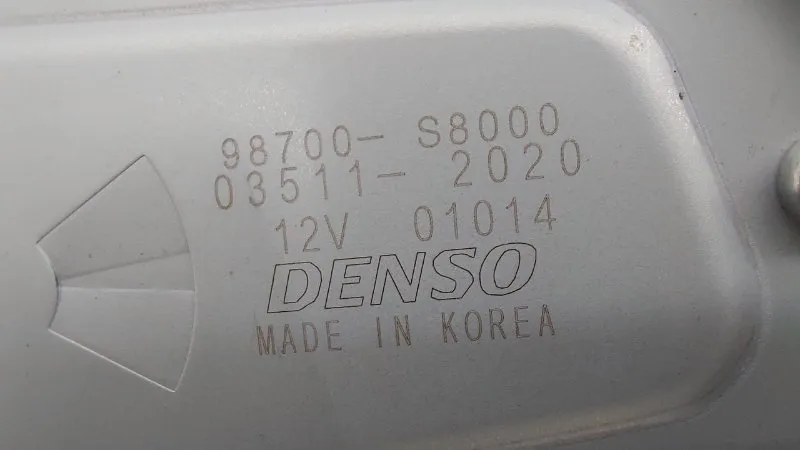 98700- S8000
03511- 2020
12V 01014
DENSO
MADE IN KOREA